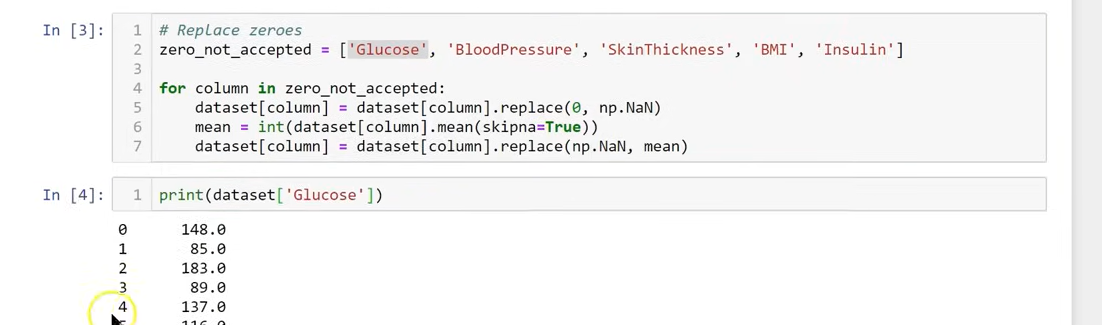 In [3]:
1 # Replace zeroes
2 zero_not_accepted = ['Glucose', 'BloodPressure', 'SkinThickness', 'BMI', 'Insulin']
3
4 for column in zero_not_accepted:
5     dataset[column] = dataset[column].replace(0, np.NaN)
6     mean = int(dataset[column].mean(skipna=True))
7     dataset[column] = dataset[column].replace(np.NaN, mean)
In [4]:
1 print(dataset['Glucose'])
0 148.0
1 85.0
2 183.0
3 89.0
4 137.0
116.0